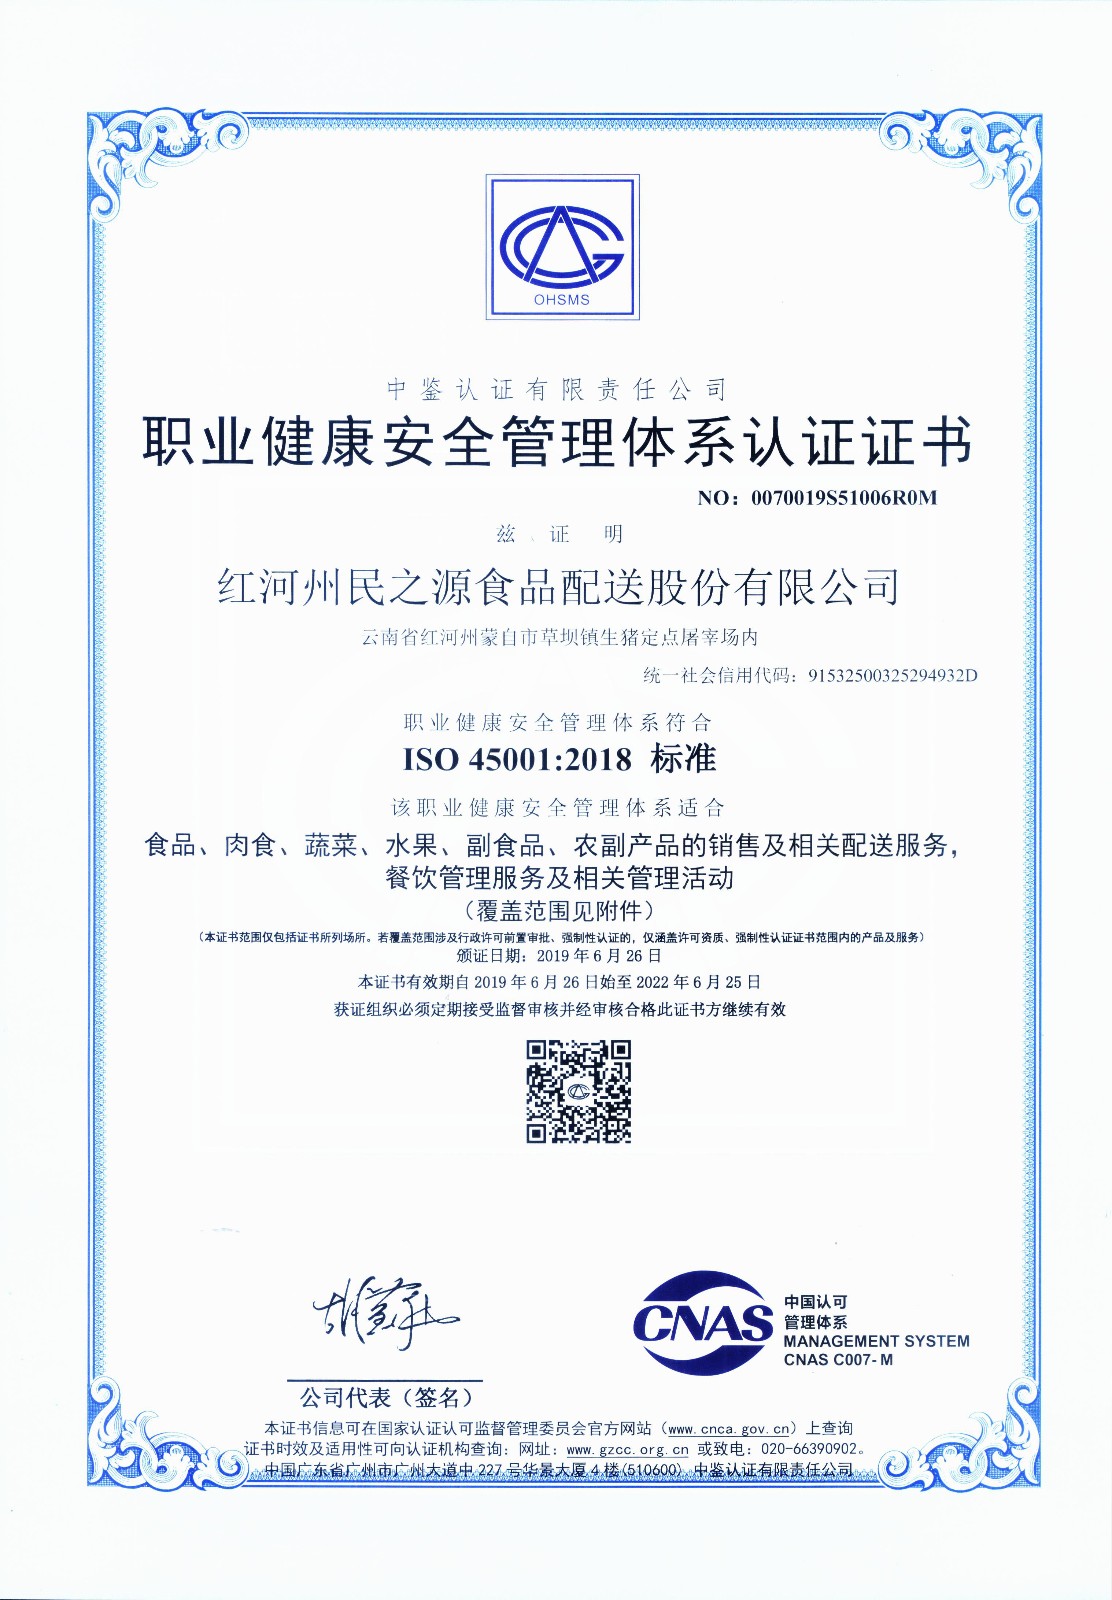 OHSMS
中鉴认证有限责任公司
职业健康安全管理体系认证证书
NO：0070019S51006R0M
兹 证 明
红河州民之源食品配送股份有限公司
云南省红河州蒙自市草坝镇生猪定点屠宰场内
统一社会信用代码：91532500325294932D
职业健康安全管理体系符合
ISO 45001:2018 标准
该职业健康安全管理体系适合
食品、肉食、蔬菜、水果、副食品、农副产品的销售及相关配送服务，
餐饮管理服务及相关管理活动
（覆盖范围见附件）
（本证书范围仅包括证书所列场所。若覆盖范围涉及行政许可前置审批、强制性认证的，仅涵盖许可资质、强制性认证证书范围内的产品及服务）
颁证日期：2019 年 6 月 26 日
本证书有效期自 2019 年 6 月 26 日始至 2022 年 6 月 25 日
获证组织必须定期接受监督审核并经审核合格此证书方继续有效
CNAS
中国认可
管理体系
MANAGEMENT SYSTEM
CNAS C007-M
公司代表（签名）
本证书信息可在国家认证认可监督管理委员会官方网站（www.cnca.gov.cn）上查询
证书时效及适用性可向认证机构查询：网址：www.gzcc.org.cn 或致电：020-66390902。
中国广东省广州市广州大道中 227 号华景大厦 4 楼(510600) 中鉴认证有限责任公司